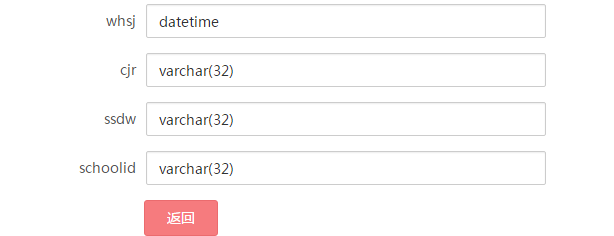 whsj datetime
cjr varchar(32)
ssdw varchar(32)
schoolid varchar(32)
返回